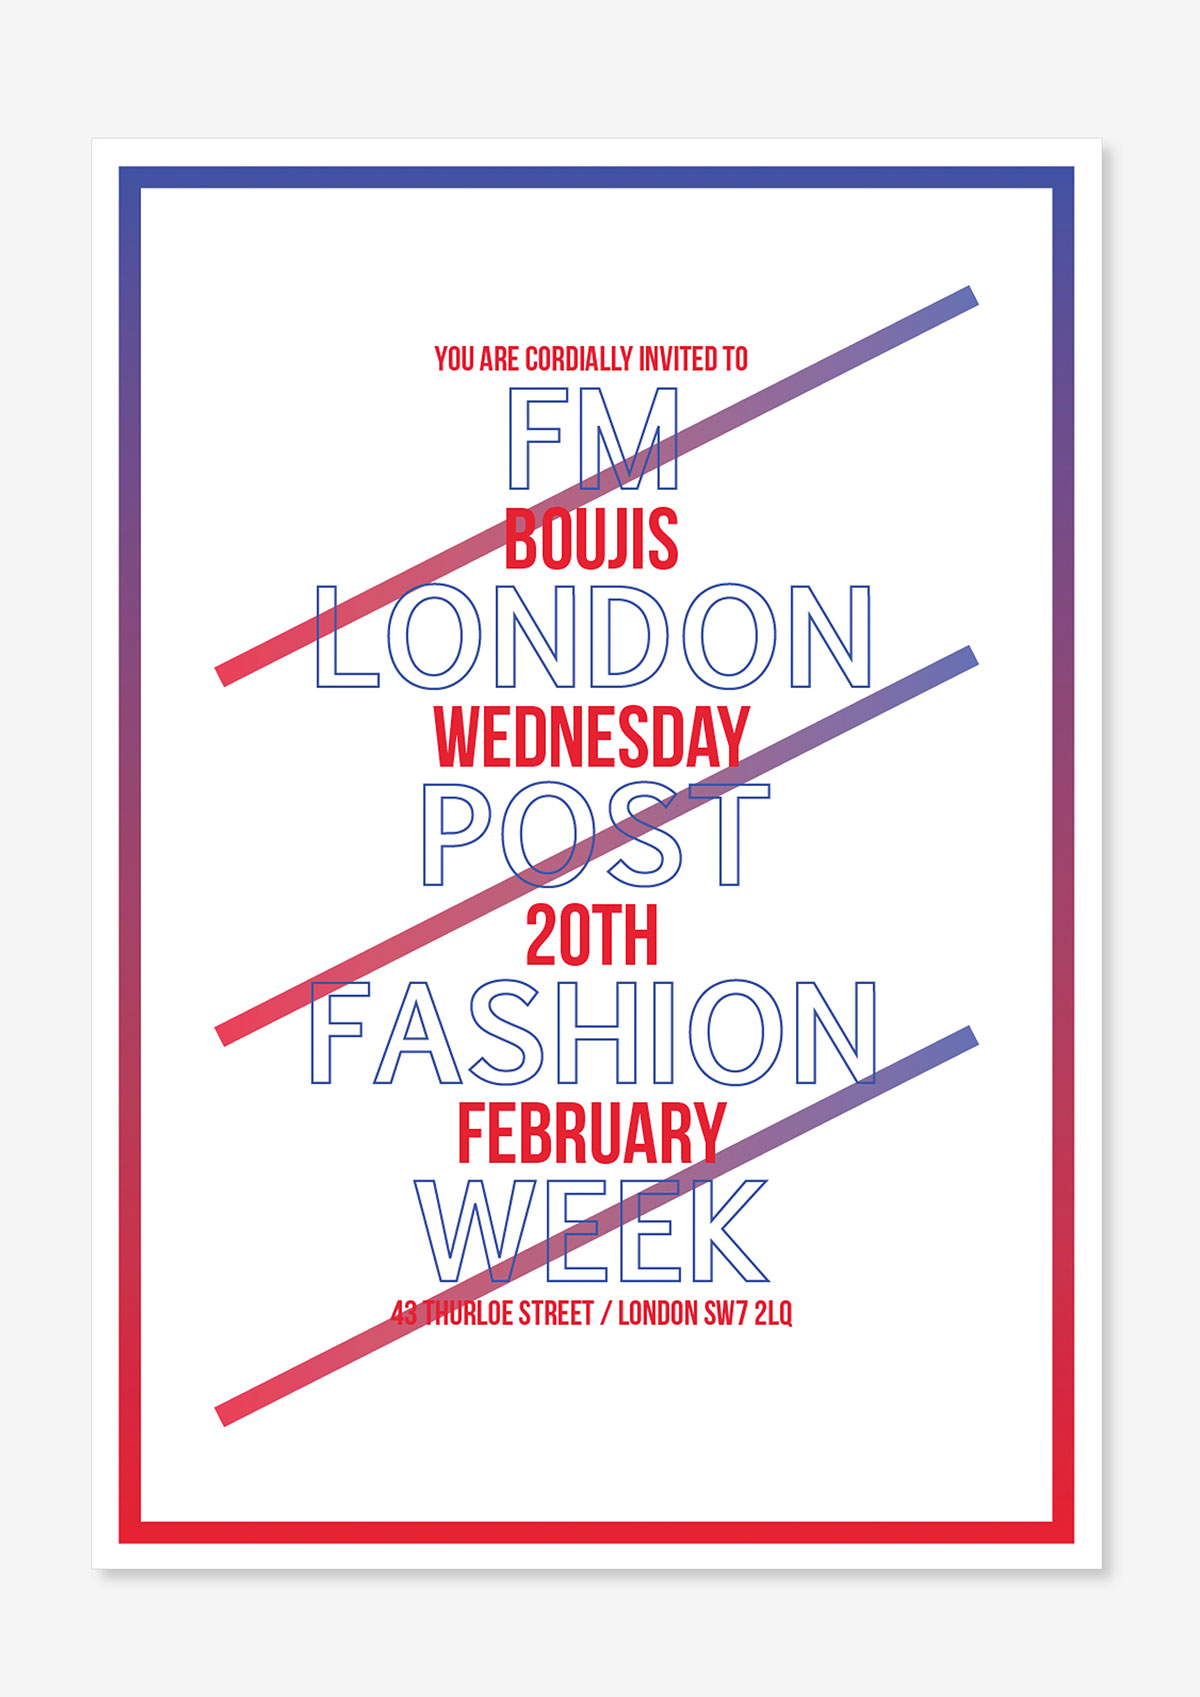 YOU ARE CORDIALLY INVITED TO
FM
BOUJIS
LONDON
WEDNESDAY
POST
20TH
FASHION
FEBRUARY
WEEK
43 THURLOE STREET / LONDON SW7 2LQ